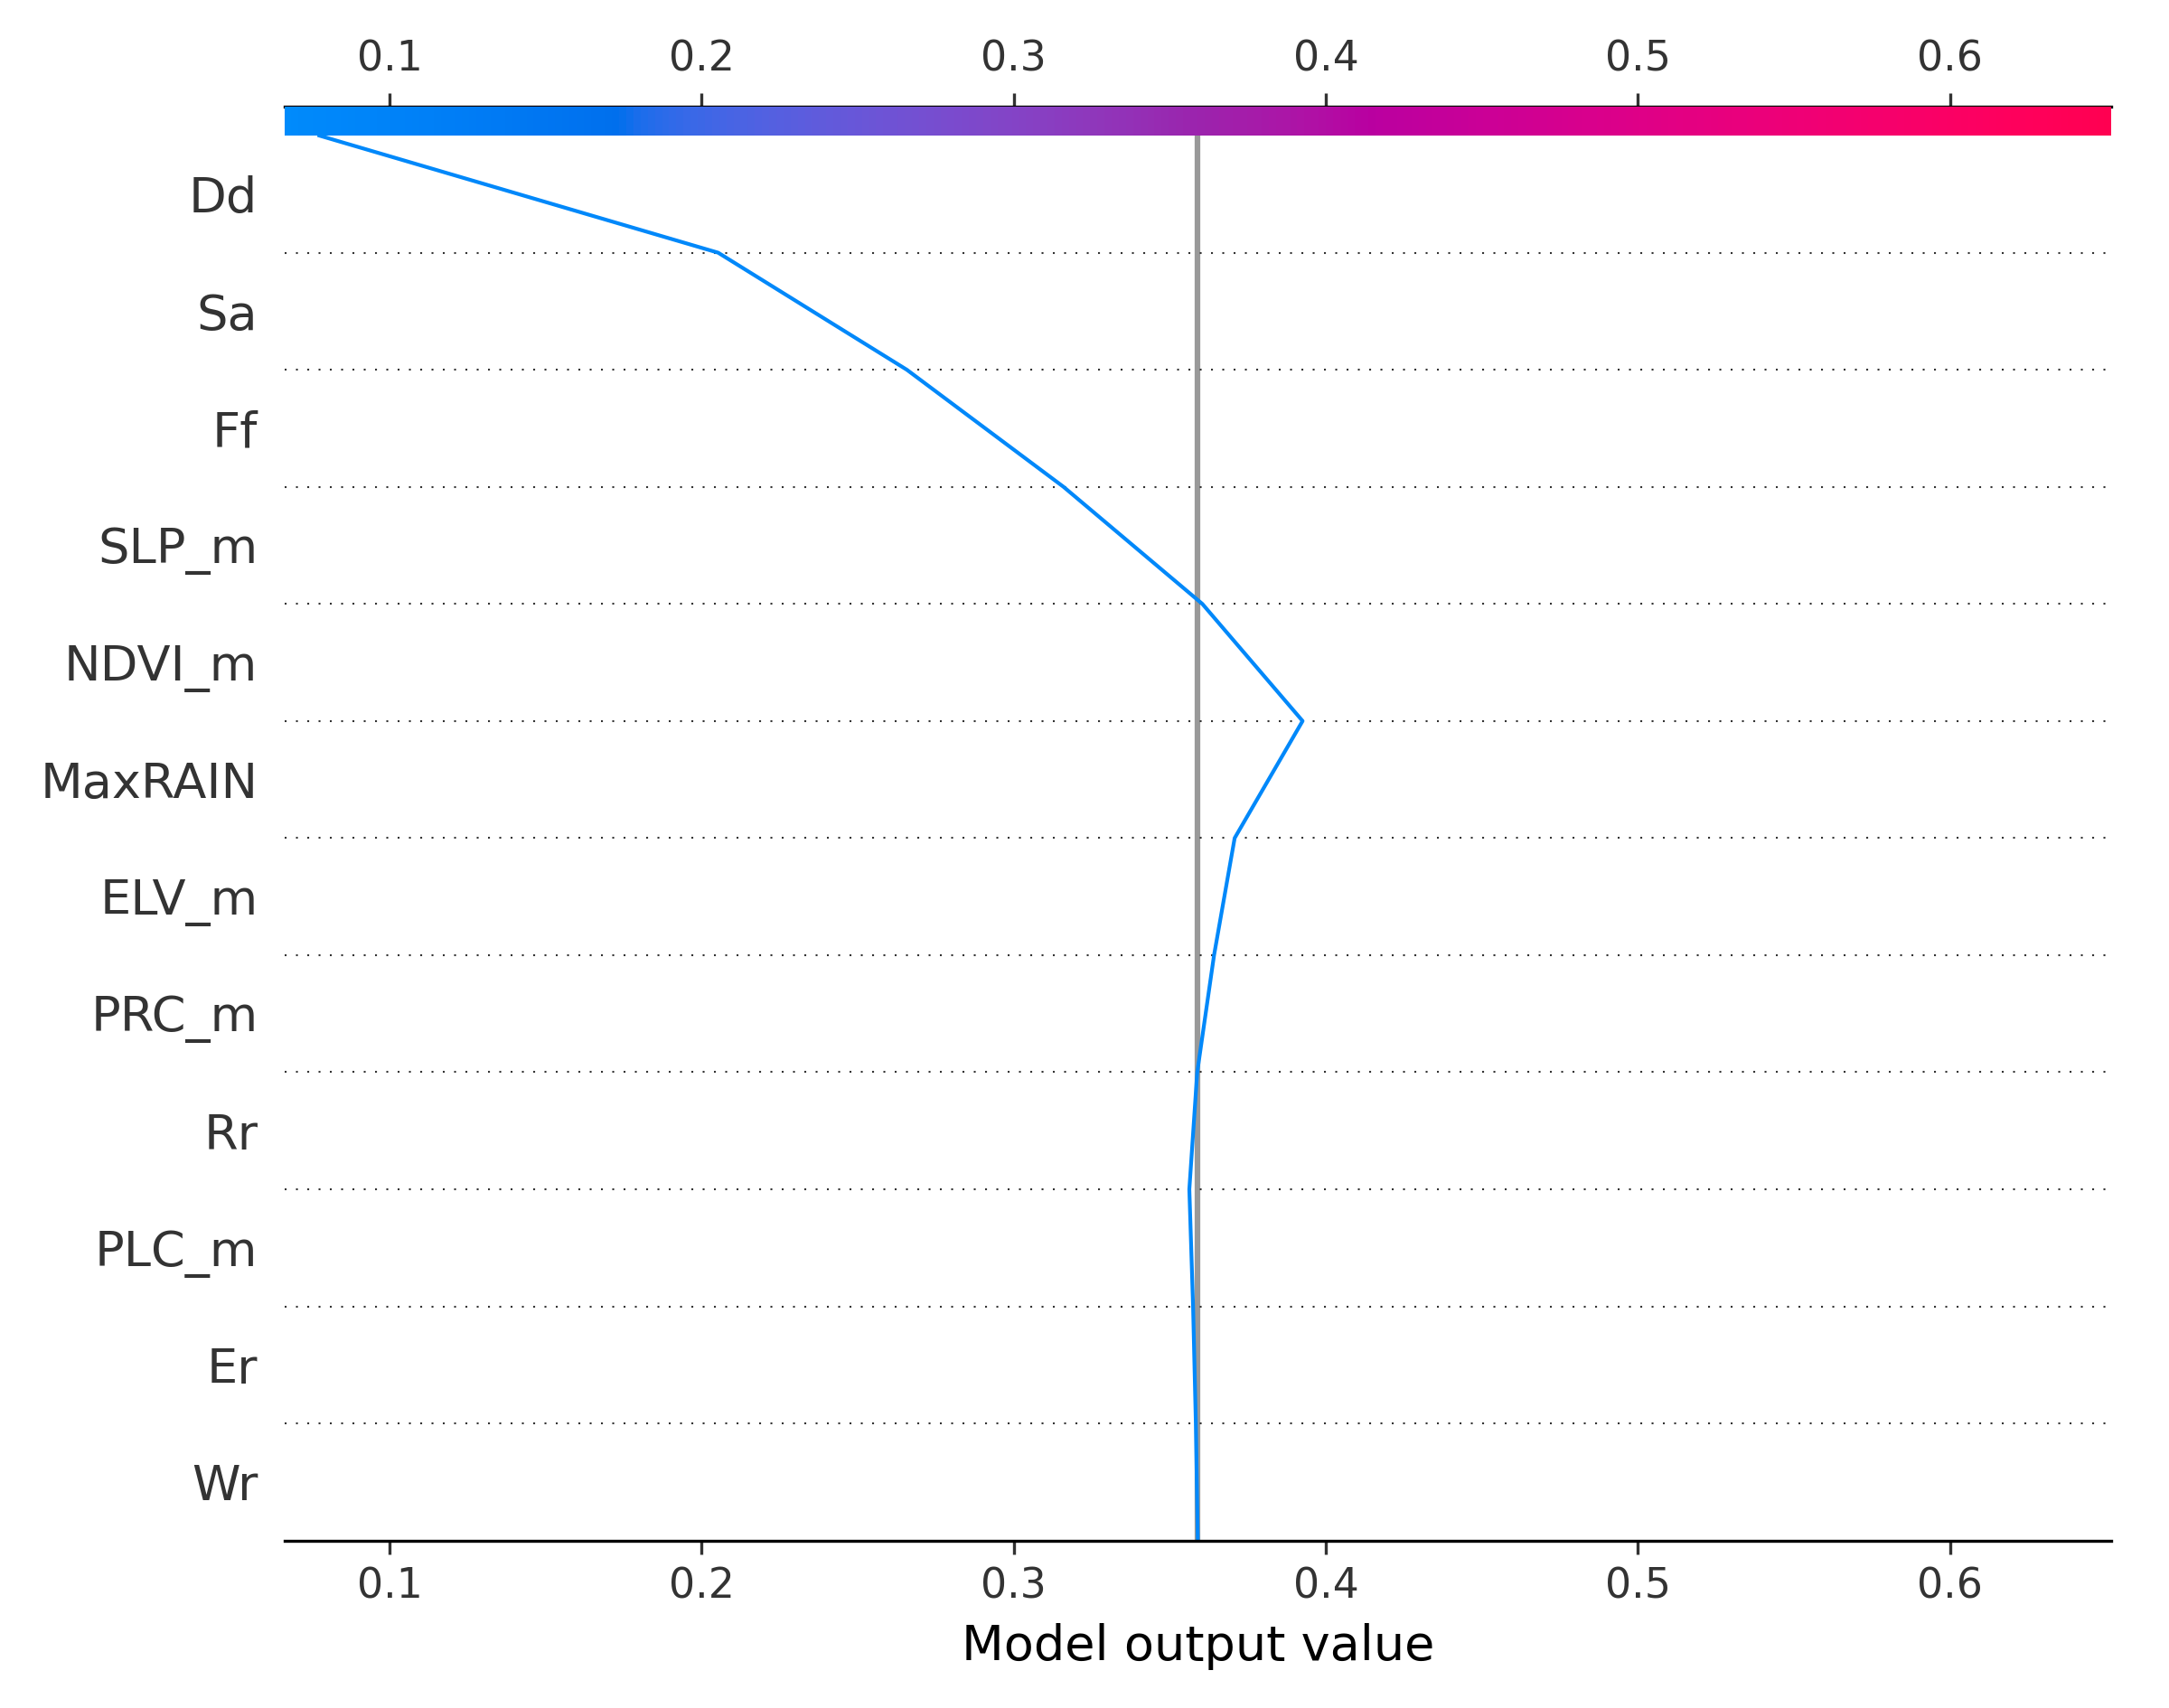 0.1 0.2 0.3 0.4 0.5 0.6
Dd
Sa
Ff
SLP_m
NDVI_m
MaxRAIN
ELV_m
PRC_m
Rr
PLC_m
Er
Wr
0.1 0.2 0.3 0.4 0.5 0.6
Model output value